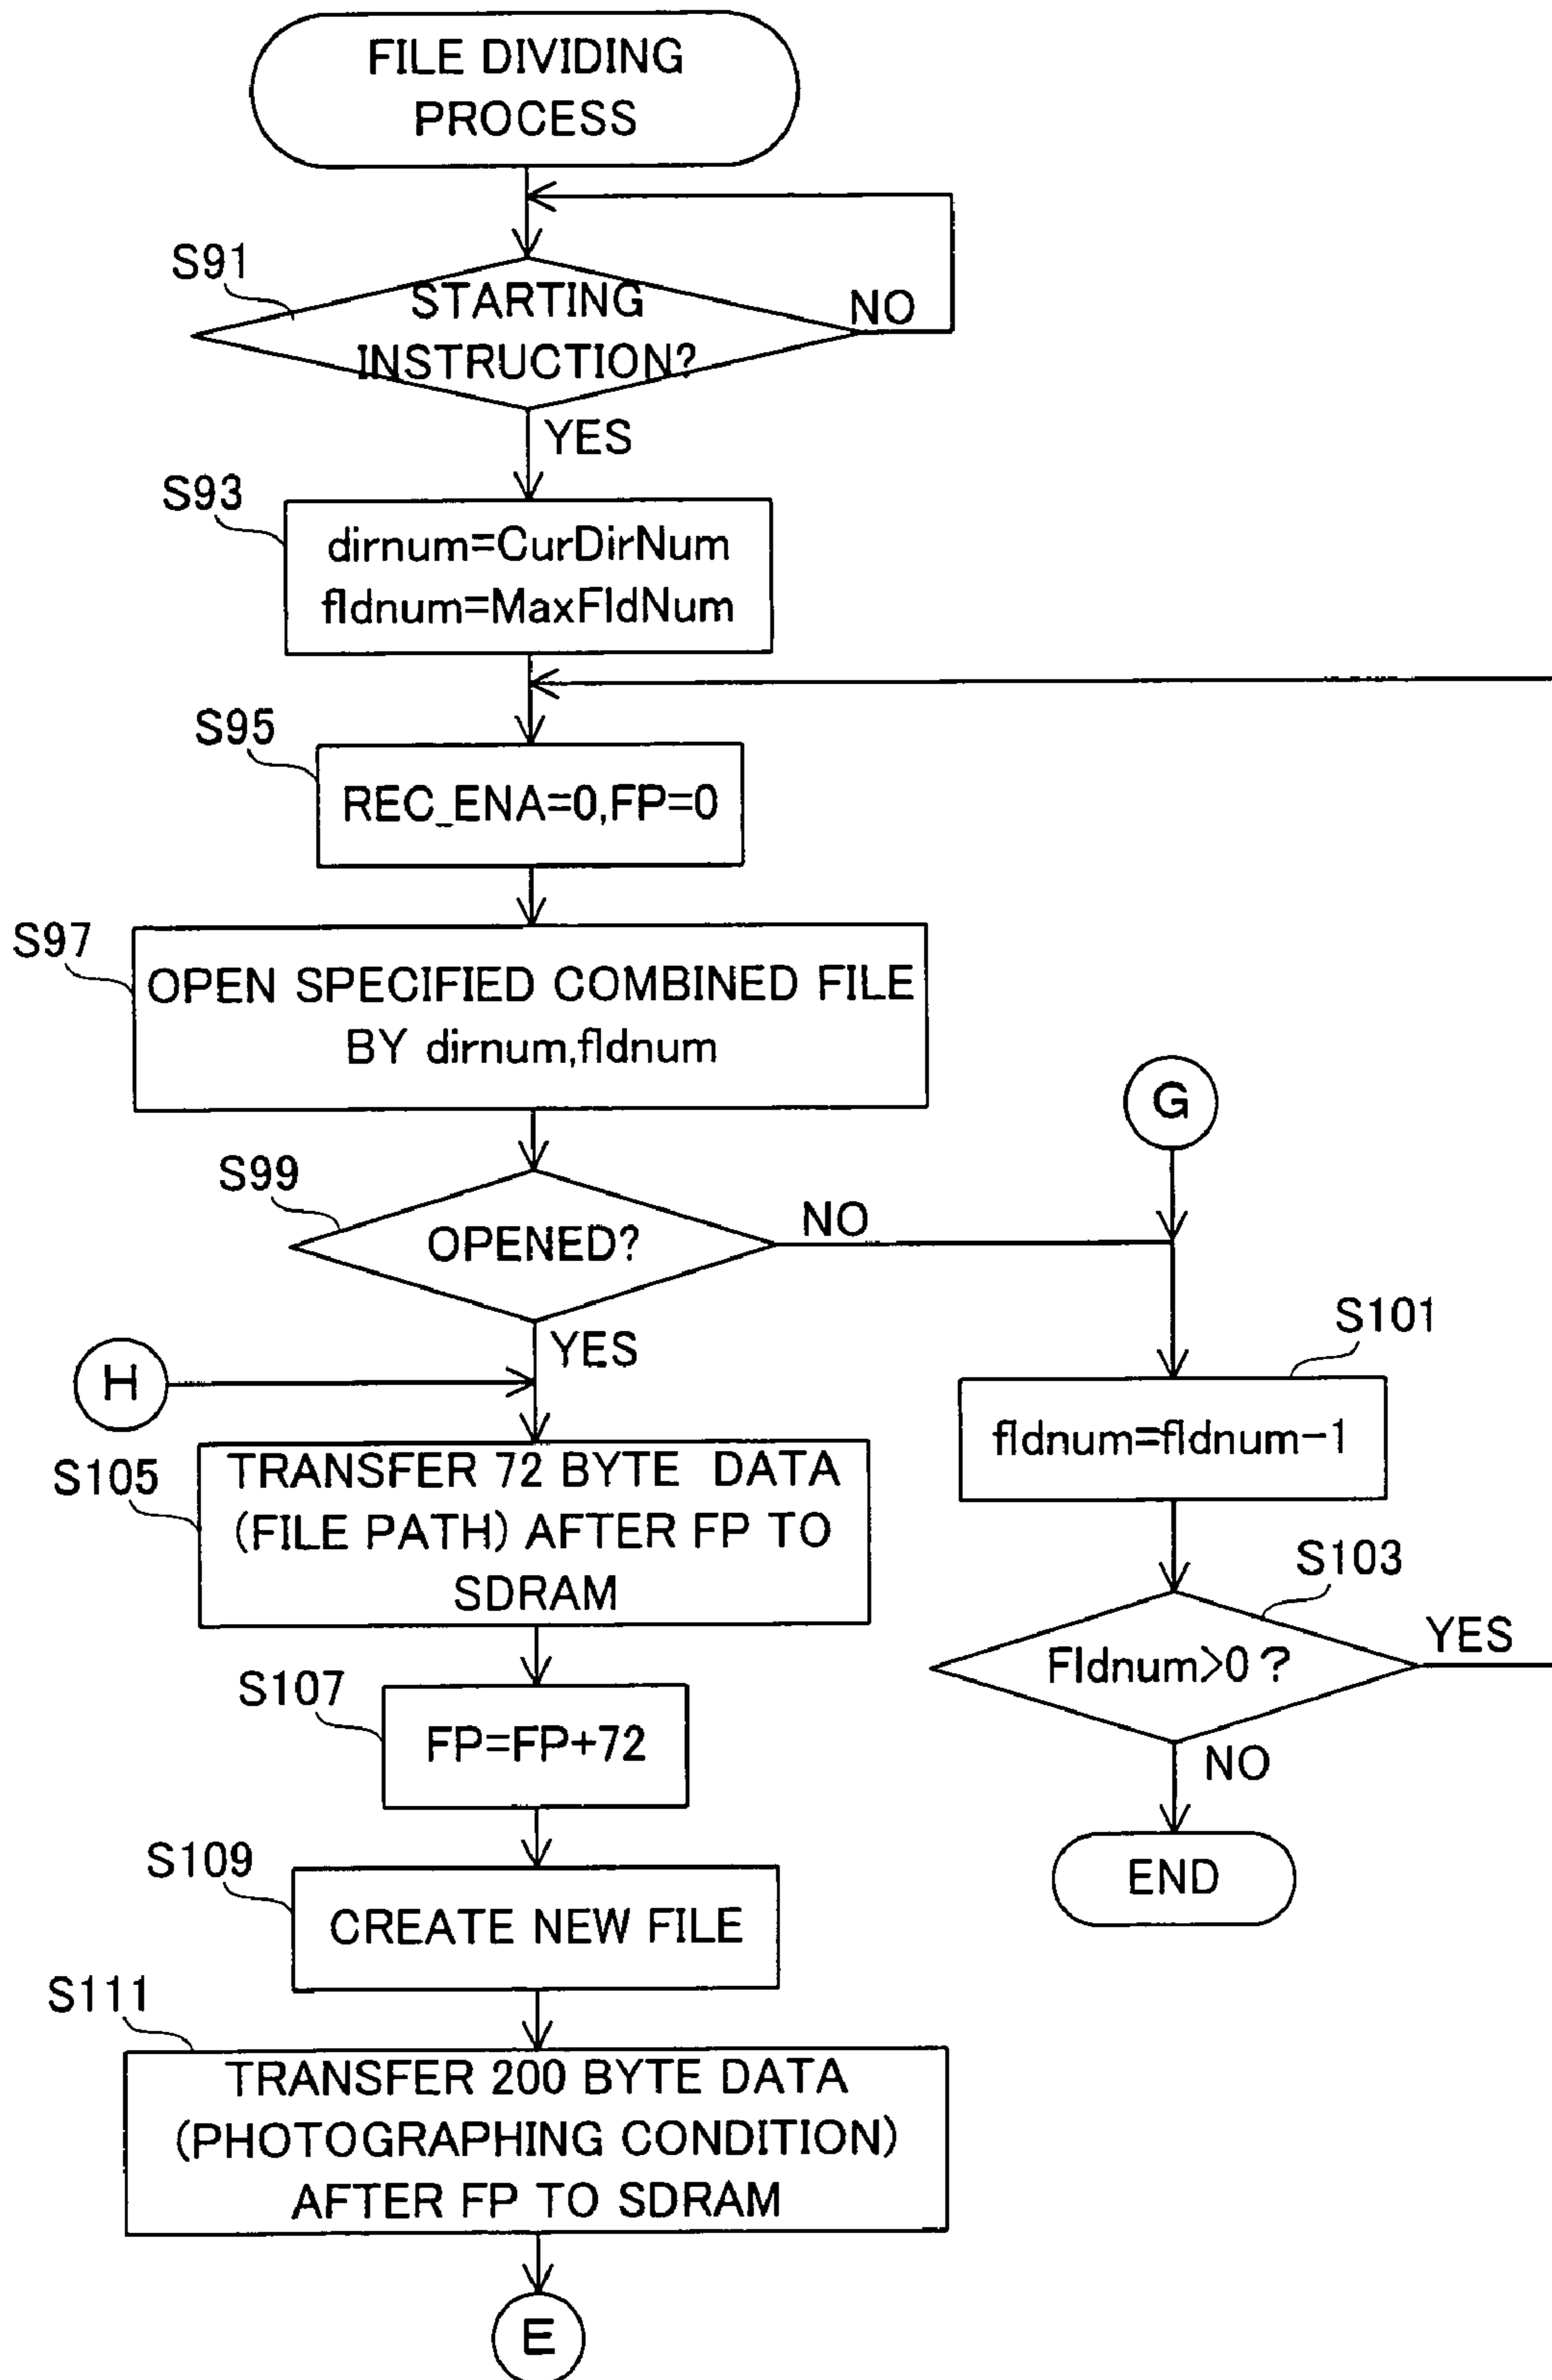 FILE DIVIDING
PROCESS
S91
STARTING
INSTRUCTION?
NO
YES
S93
dirnum=CurDirNum
fldnum=MaxFldNum
S95
REC_ENA=0,FP=0
S97
OPEN SPECIFIED COMBINED FILE
BY dirnum,fldnum
G
S99
OPENED?
NO
YES
H
S101
fldnum=fldnum-1
S105
TRANSFER 72 BYTE DATA
(FILE PATH) AFTER FP TO
SDRAM
S103
Fldnum>0?
YES
NO
END
S107
FP=FP+72
S109
CREATE NEW FILE
S111
TRANSFER 200 BYTE DATA
(PHOTOGRAPHING CONDITION)
AFTER FP TO SDRAM
E